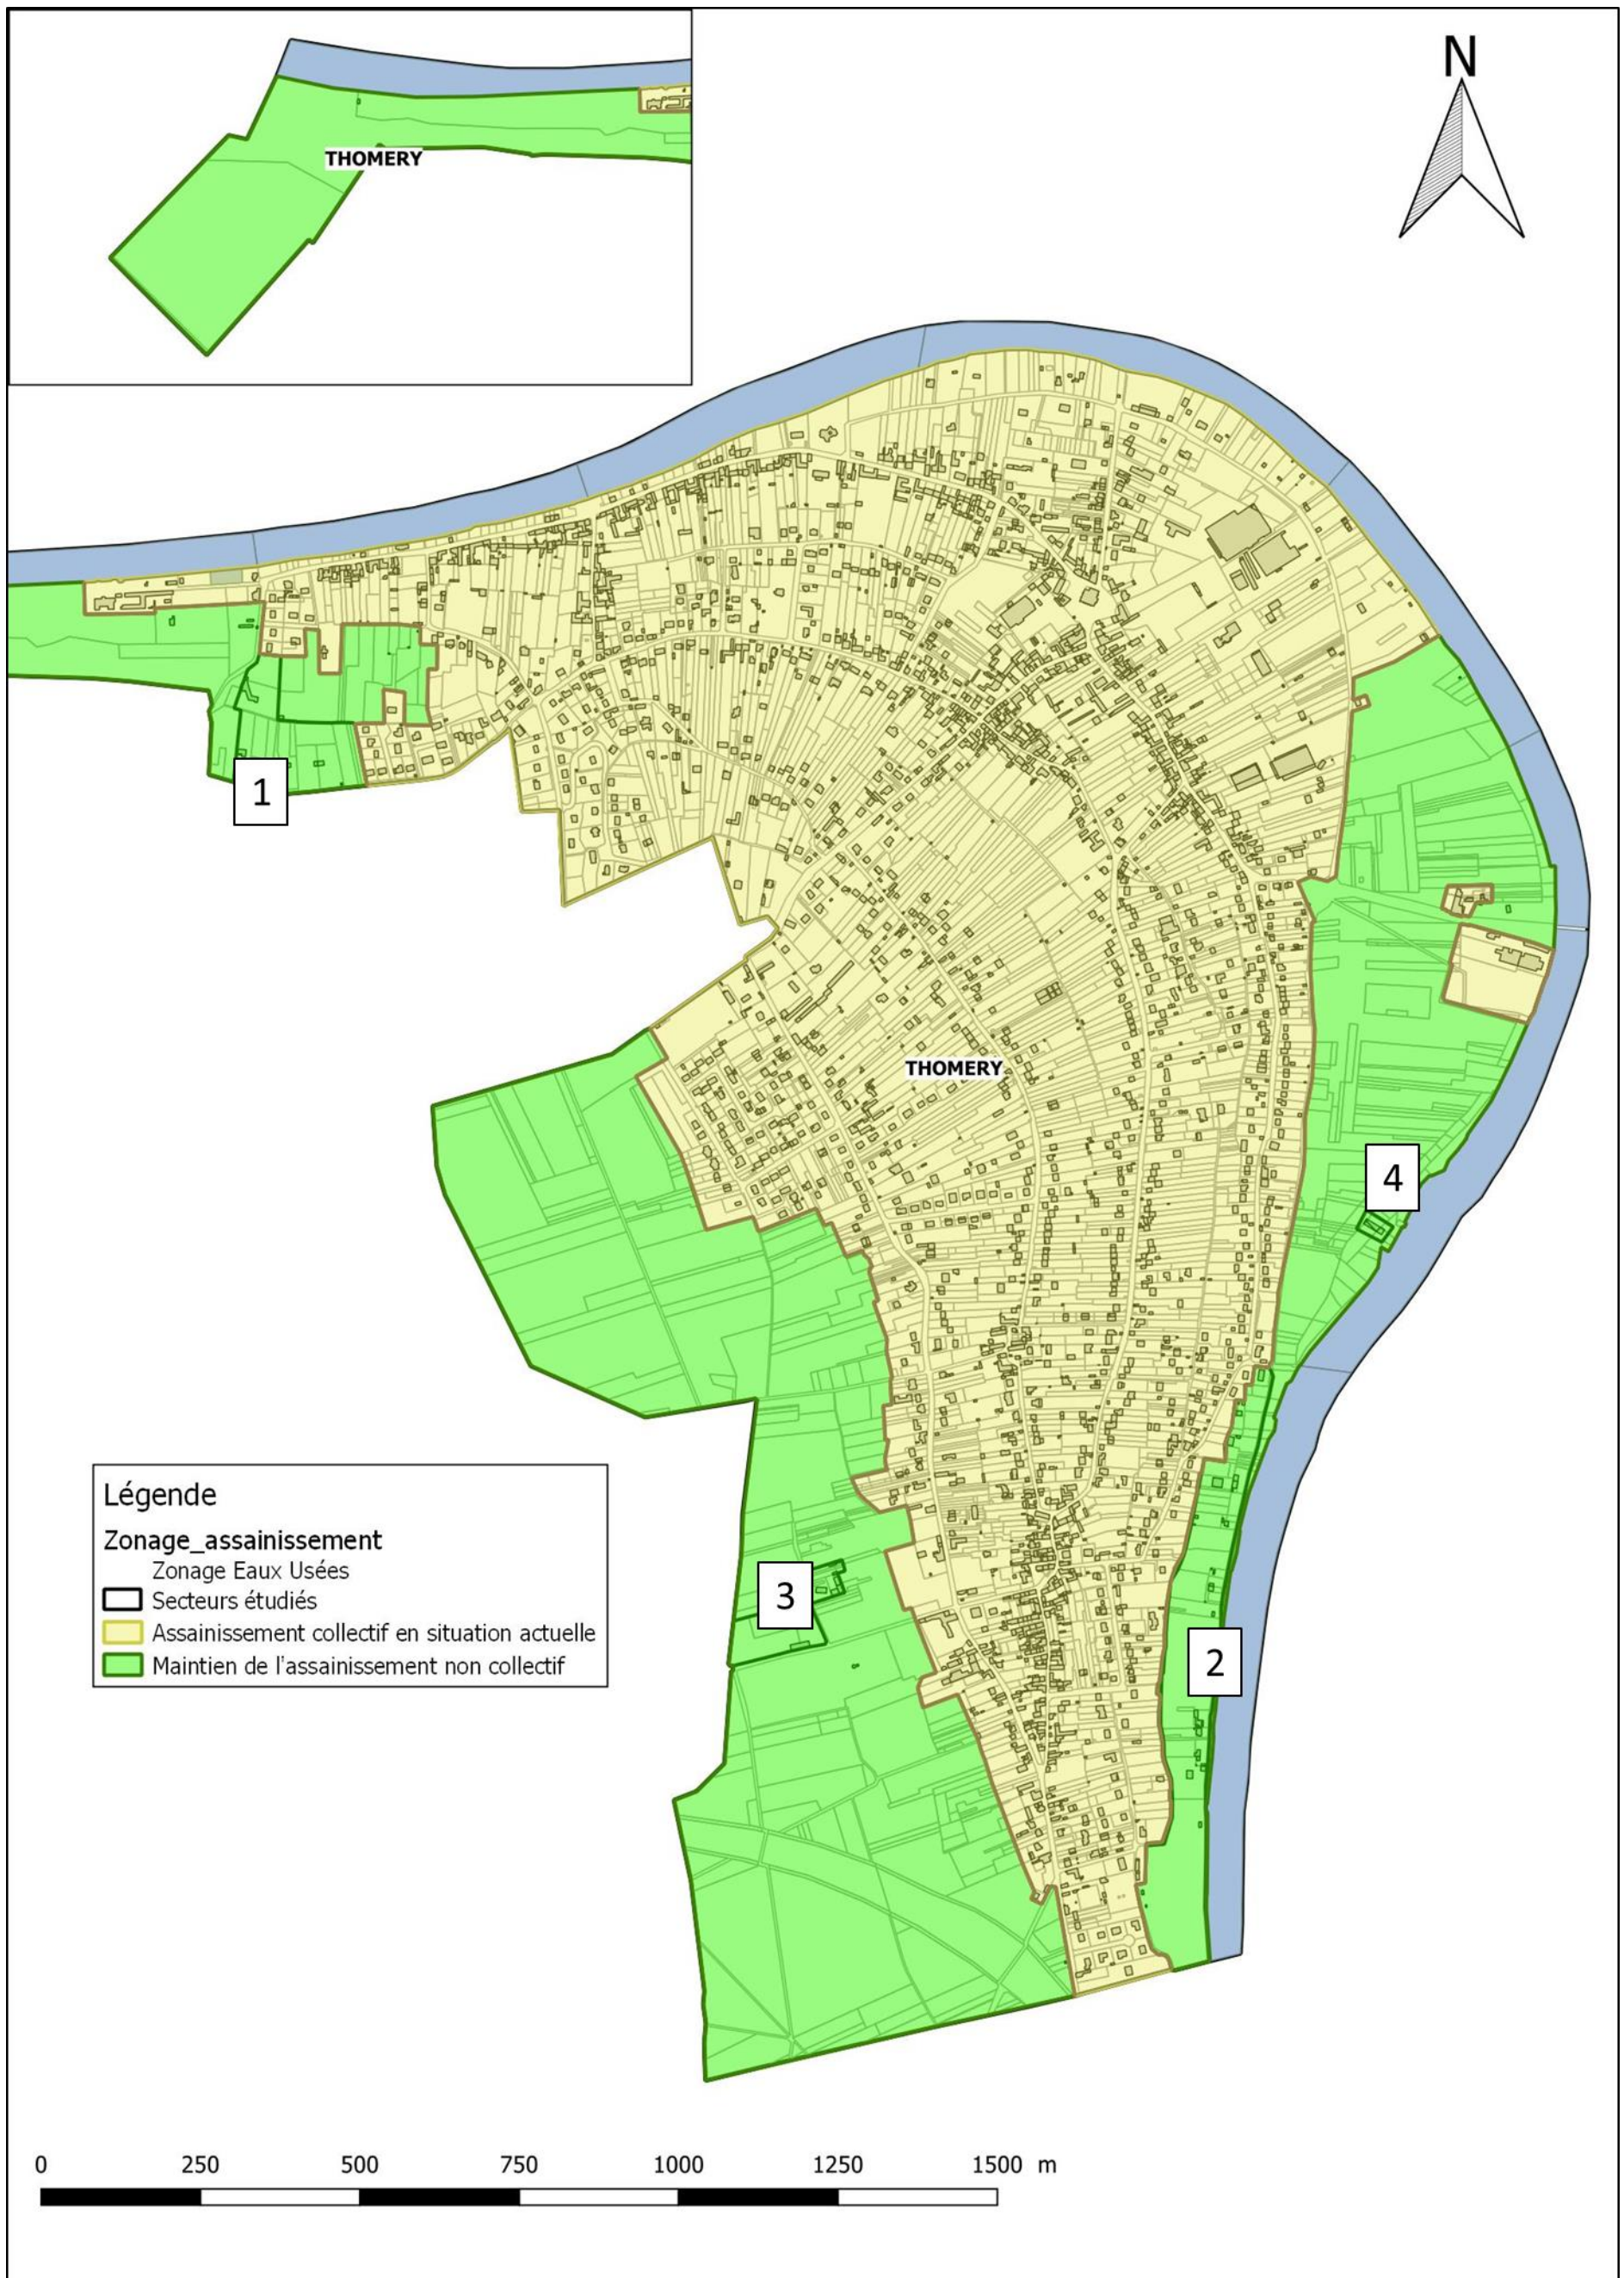 THOMERY
N
1
THOMERY
4
3
2
Légende
Zonage_assainissement
Zonage Eaux Usées
Secteurs étudiés
Assainissement collectif en situation actuelle
Maintien de l'assainissement non collectif
0 250 500 750 1000 1250 1500 m